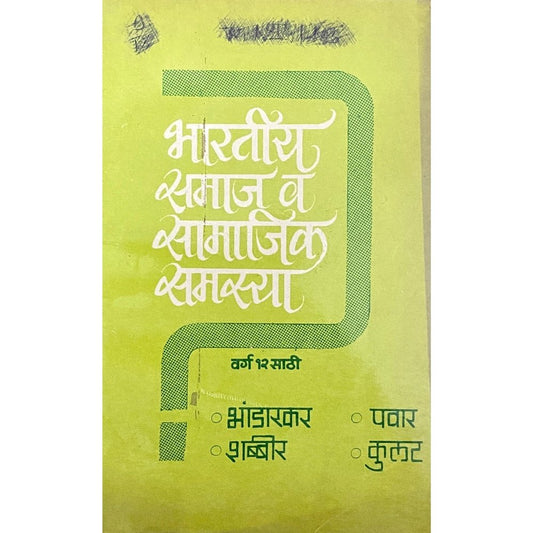 भारतीय
समाज व
सामाजिक
समस्या
वर्ग १२ साठी
भांडारकर
पवार
शब्बीर
कुलट